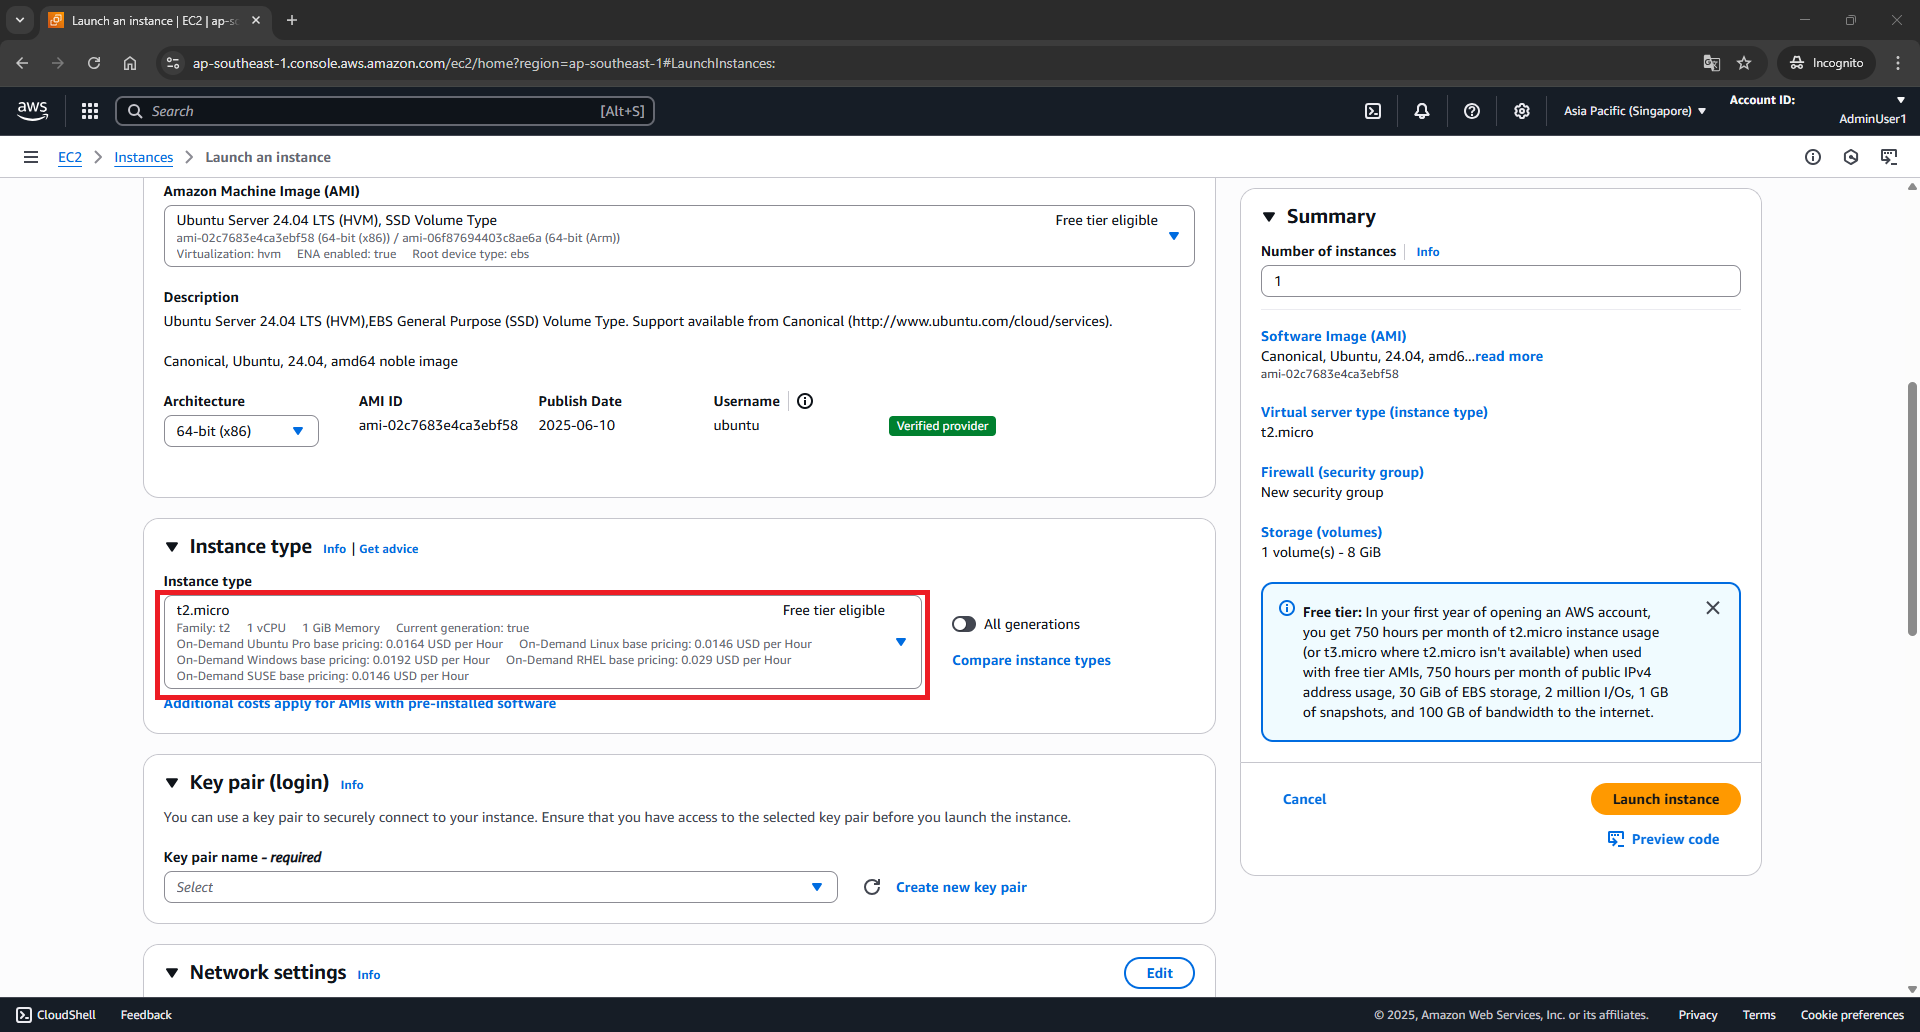 Launch an instance | EC2 | ap-sc
ap-southeast-1.console.aws.amazon.com/ec2/home?region=ap-southeast-1#LaunchInstances:
Incognito
aws
Search
[Alt+S]
Asia Pacific (Singapore)
Account ID:
AdminUser1
EC2
Instances
Launch an instance
Amazon Machine Image (AMI)
Ubuntu Server 24.04 LTS (HVM), SSD Volume Type
Free tier eligible
ami-02c7683e4ca3ebf58 (64-bit (x86)) / ami-06f87694403c8ae6a (64-bit (Arm))
Virtualization: hvm ENA enabled: true Root device type: ebs
Description
Ubuntu Server 24.04 LTS (HVM),EBS General Purpose (SSD) Volume Type. Support available from Canonical (http://www.ubuntu.com/cloud/services).
Canonical, Ubuntu, 24.04, amd64 noble image
Architecture AMI ID Publish Date Username
64-bit (x86) ami-02c7683e4ca3ebf58 2025-06-10 ubuntu Verified provider
Instance type Info | Get advice
Instance type
t2.micro
Free tier eligible
Family: t2 1 vCPU 1 GiB Memory Current generation: true
On-Demand Ubuntu Pro base pricing: 0.0164 USD per Hour On-Demand Linux base pricing: 0.0146 USD per Hour
On-Demand Windows base pricing: 0.0192 USD per Hour On-Demand RHEL base pricing: 0.029 USD per Hour
On-Demand SUSE base pricing: 0.0146 USD per Hour
All generations
Compare instance types
Additional costs apply for AMIs with pre-installed software
Key pair (login) Info
You can use a key pair to securely connect to your instance. Ensure that you have access to the selected key pair before you launch the instance.
Key pair name - required
Select
Create new key pair
Network settings Info
Edit
Summary
Number of instances Info
1
Software Image (AMI)
Canonical, Ubuntu, 24.04, amd6...read more
ami-02c7683e4ca3ebf58
Virtual server type (instance type)
t2.micro
Firewall (security group)
New security group
Storage (volumes)
1 volume(s) - 8 GiB
Free tier: In your first year of opening an AWS account,
you get 750 hours per month of t2.micro instance usage
(or t3.micro where t2.micro isn't available) when used
with free tier AMIs, 750 hours per month of public IPv4
address usage, 30 GiB of EBS storage, 2 million I/Os, 1 GB
of snapshots, and 100 GB of bandwidth to the internet.
Cancel
Launch instance
Preview code
CloudShell
Feedback
© 2025, Amazon Web Services, Inc. or its affiliates.
Privacy
Terms
Cookie preferences